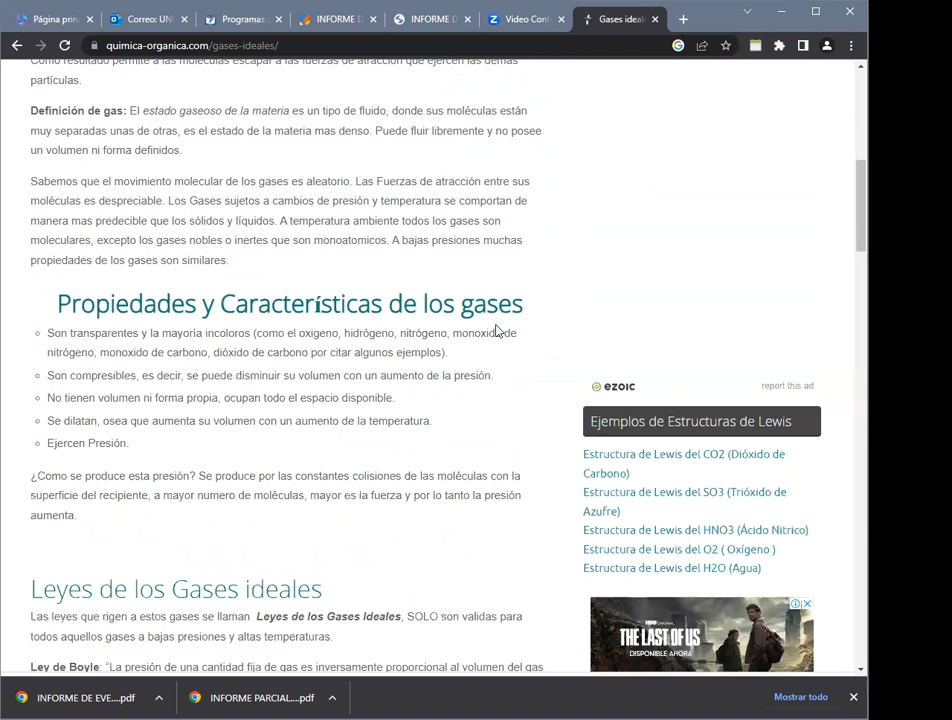 Página prin
Correo: UNI
Programas
INFORME D
INFORME D
Video Conf
Gases ideal
quimica-organica.com/gases-ideales/
Como resultado permite a las moléculas escapar a las fuerzas de atracción que ejercen las demás
partículas.
Definición de gas: El estado gaseoso de la materia es un tipo de fluido, donde sus moléculas están
muy separadas unas de otras, es el estado de la materia mas denso. Puede fluir libremente y no posee
un volumen ni forma definidos.
Sabemos que el movimiento molecular de los gases es aleatorio. Las Fuerzas de atracción entre sus
moléculas es despreciable. Los Gases sujetos a cambios de presión y temperatura se comportan de
manera mas predecible que los sólidos y líquidos. A temperatura ambiente todos los gases son
moleculares, excepto los gases nobles o inertes que son monoatomicos. A bajas presiones muchas
propiedades de los gases son similares.
Propiedades y Características de los gases
Son transparentes y la mayoría incoloros (como el oxigeno, hidrógeno, nitrógeno, monoxido de
nitrógeno, monoxido de carbono, dióxido de carbono por citar algunos ejemplos).
Son compresibles, es decir, se puede disminuir su volumen con un aumento de la presión.
No tienen volumen ni forma propia, ocupan todo el espacio disponible.
Se dilatan, osea que aumenta su volumen con un aumento de la temperatura.
Ejercen Presión.
¿Como se produce esta presión? Se produce por las constantes colisiones de las moléculas con la
superficie del recipiente, a mayor numero de moléculas, mayor es la fuerza y por lo tanto la presión
aumenta.
Leyes de los Gases ideales
Las leyes que rigen a estos gases se llaman Leyes de los Gases Ideales, SOLO son validas para
todos aquellos gases a bajas presiones y altas temperaturas.
Ley de Boyle: “La presión de una cantidad fija de gas es inversamente proporcional al volumen del gas
ezoic
report this ad
Ejemplos de Estructuras de Lewis
Estructura de Lewis del CO2 (Dióxido de
Carbono)
Estructura de Lewis del SO3 (Trióxido de
Azufre)
Estructura de Lewis del HNO3 (Ácido Nitrico)
Estructura de Lewis del O2 ( Oxígeno )
Estructura de Lewis del H2O (Agua)
THE LAST OF US
DISPONIBLE AHORA
INFORME DE EVE....pdf
INFORME PARCIAL....pdf
Mostrar todo